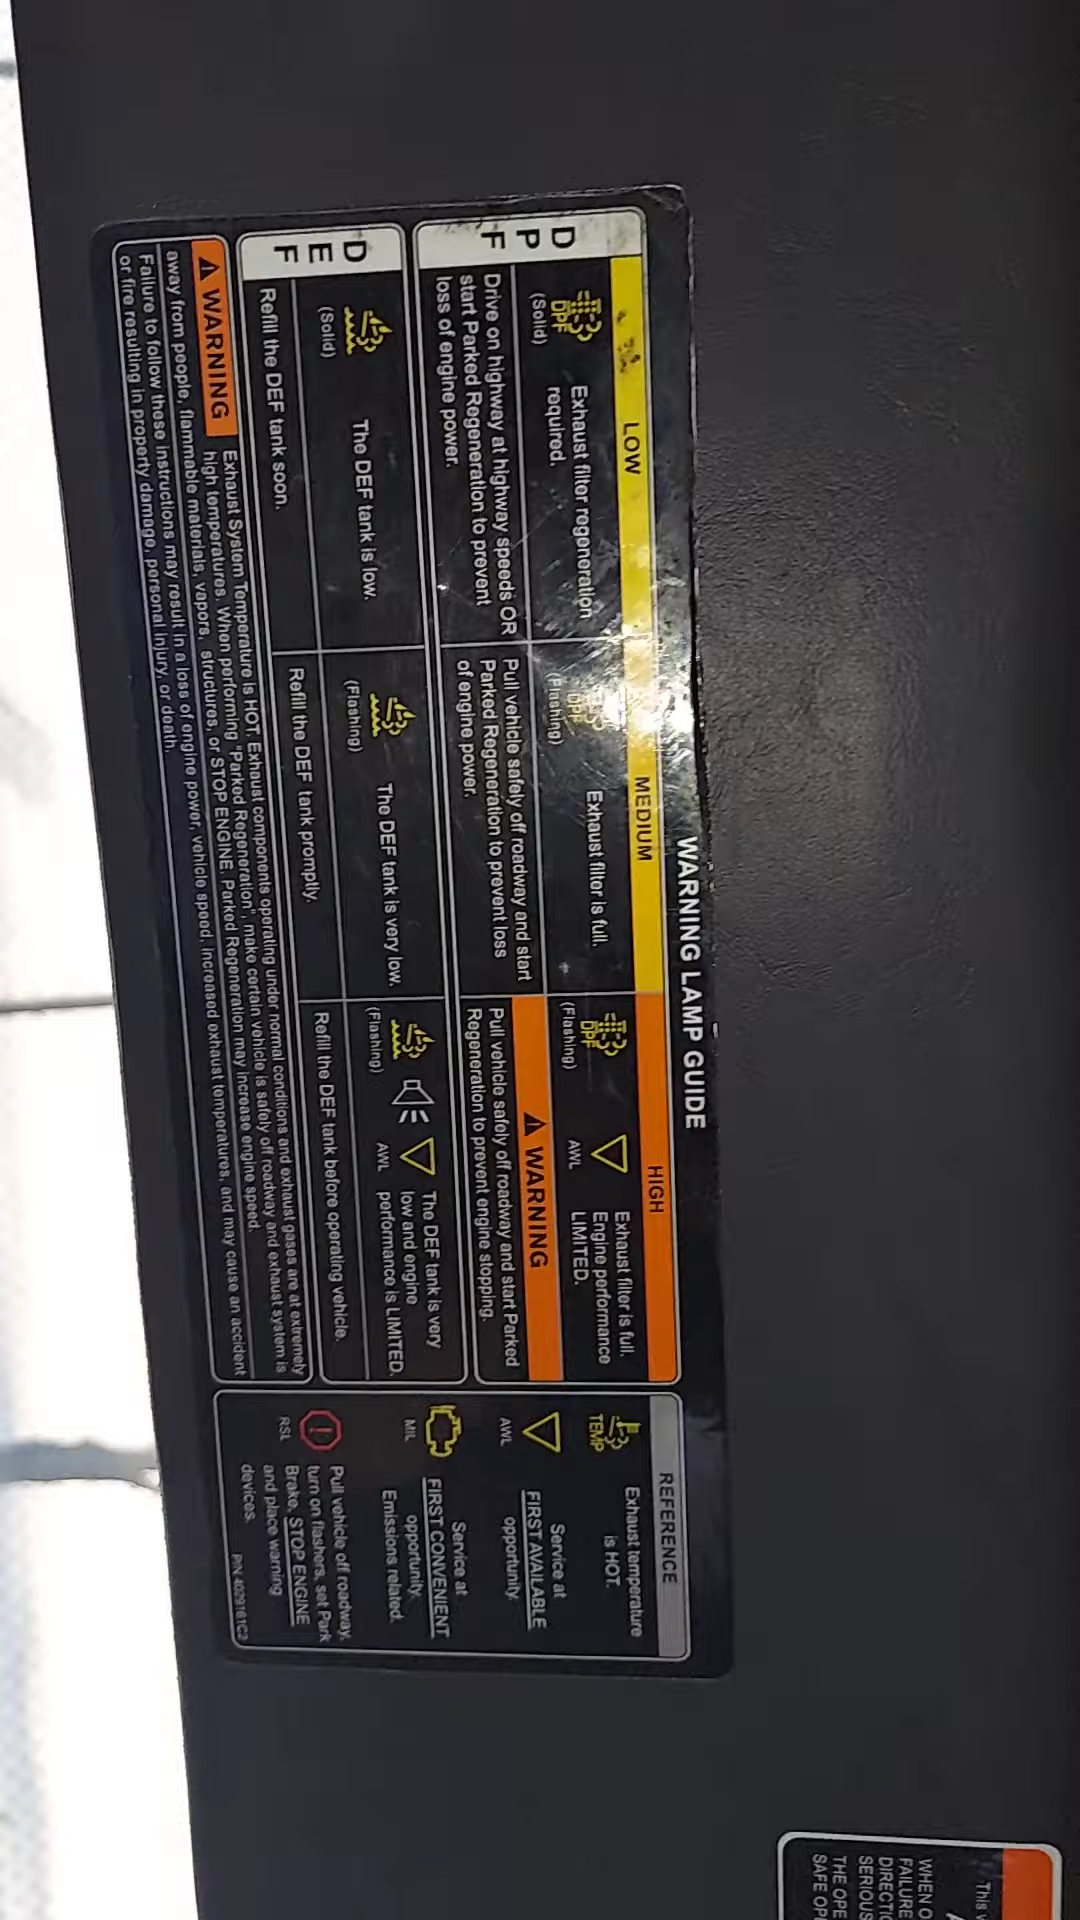 WARNING LAMP GUIDE
LOW
MEDIUM
HIGH
DPF
DPF
(Solid)
Exhaust filter regeneration
required.
DPF
(Flashing)
Exhaust filter is full.
DPF
(Flashing)
AWL
Exhaust filter is full.
Engine performance
LIMITED.
Drive on highway at highway speeds OR
start Parked Regeneration to prevent
loss of engine power.
Pull vehicle safely off roadway and start
Parked Regeneration to prevent loss
of engine power.
WARNING
Pull vehicle safely off roadway and start Parked
Regeneration to prevent engine stopping.
DEF
(Solid)
The DEF tank is low.
(Flashing)
The DEF tank is very low.
(Flashing)
AWL
The DEF tank is very
low and engine
performance is LIMITED.
Refill the DEF tank soon.
Refill the DEF tank promptly.
Refill the DEF tank before operating vehicle.
WARNING
Exhaust System Temperature is HOT. Exhaust components operating under normal conditions and exhaust gases are at extremely
high temperatures. When performing "Parked Regeneration", make certain vehicle is safely off roadway and exhaust system is
away from people, flammable materials, vapors, structures, or STOP ENGINE. Parked Regeneration may increase engine speed.
Failure to follow these instructions may result in a loss of engine power, vehicle speed, increased exhaust temperatures, and may cause an accident
or fire resulting in property damage, personal injury, or death.
REFERENCE
TEMP
Exhaust temperature
is HOT.
AWL
Service at
FIRST AVAILABLE
opportunity.
MIL
Service at
FIRST CONVENIENT
opportunity.
Emissions related.
RSL
Pull vehicle off roadway,
turn on flashers, set Park
Brake, STOP ENGINE
and place warning
devices.
P/N 4029161C2
This
WHEN
FAILURE
SERIOUS
THE OPE
SAFE OP